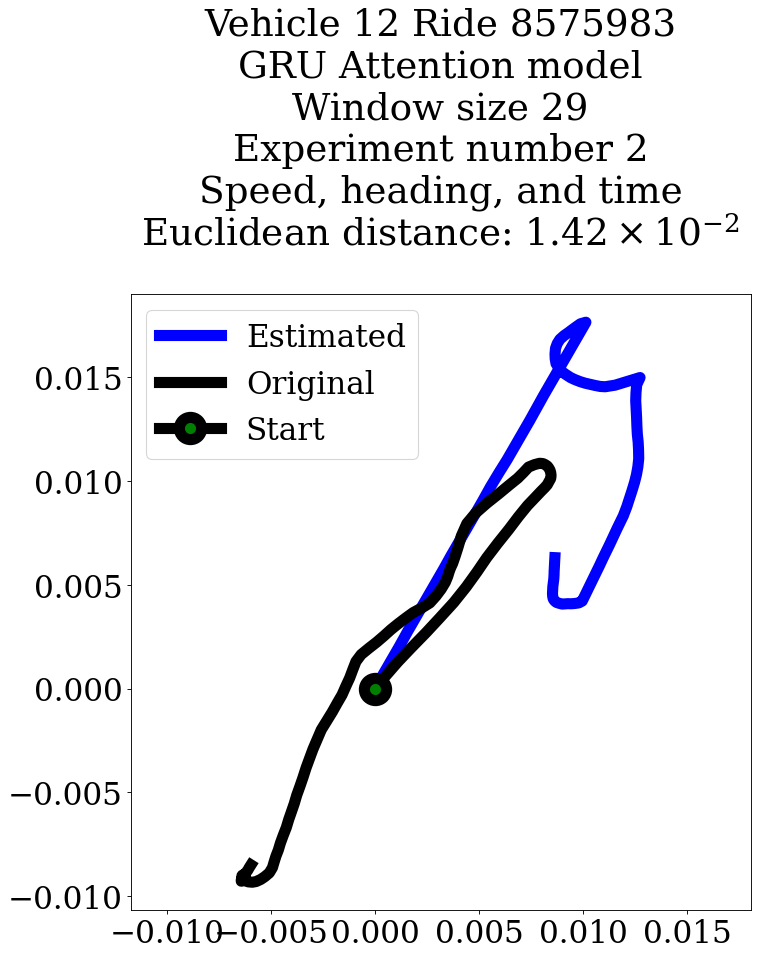 Vehicle 12 Ride 8575983
GRU Attention model
Window size 29
Experiment number 2
Speed, heading, and time
Euclidean distance: 1.42 × 10⁻²
Estimated
Original
Start
0.015
0.010
0.005
0.000
−0.005
−0.010
−0.010 −0.005 0.000 0.005 0.010 0.015